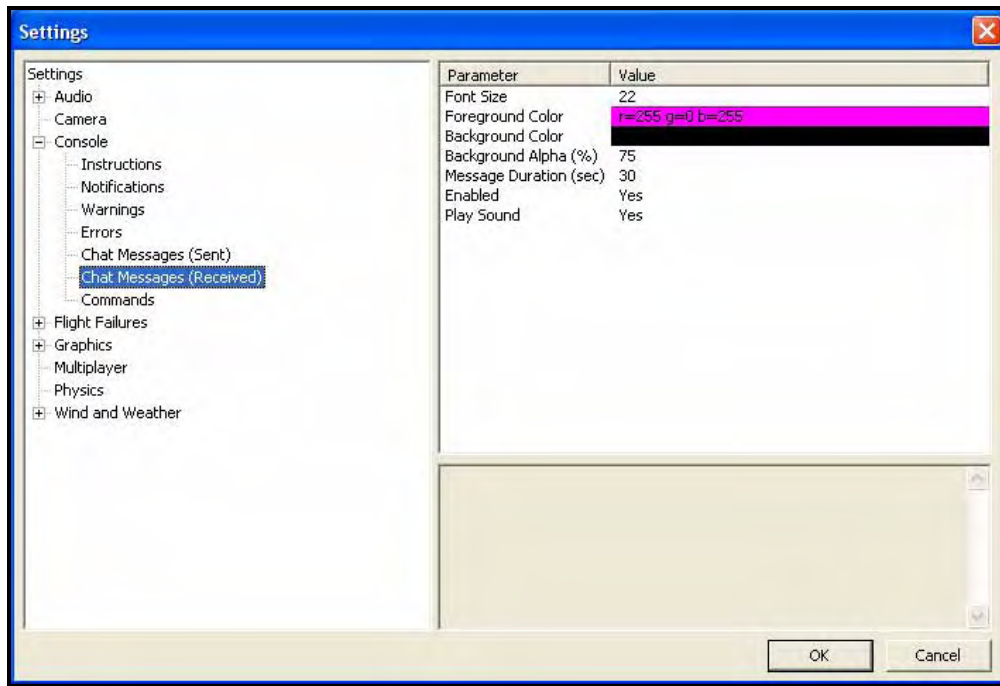 Settings
Settings
Audio
Camera
Console
Instructions
Notifications
Warnings
Errors
Chat Messages (Sent)
Chat Messages (Received)
Commands
Flight Failures
Graphics
Multiplayer
Physics
Wind and Weather
Parameter Value
Font Size 22
Foreground Color r=255 g=0 b=255
Background Color
Background Alpha (%) 75
Message Duration (sec) 30
Enabled Yes
Play Sound Yes
OK Cancel